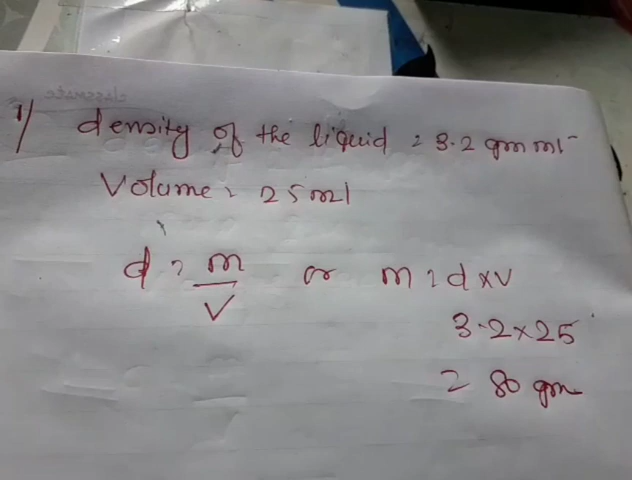 1) density of the liquid = 3.2 gm ml⁻
Volume = 25 ml
d = m/V or m = d x v
3.2 x 25
= 80 gm